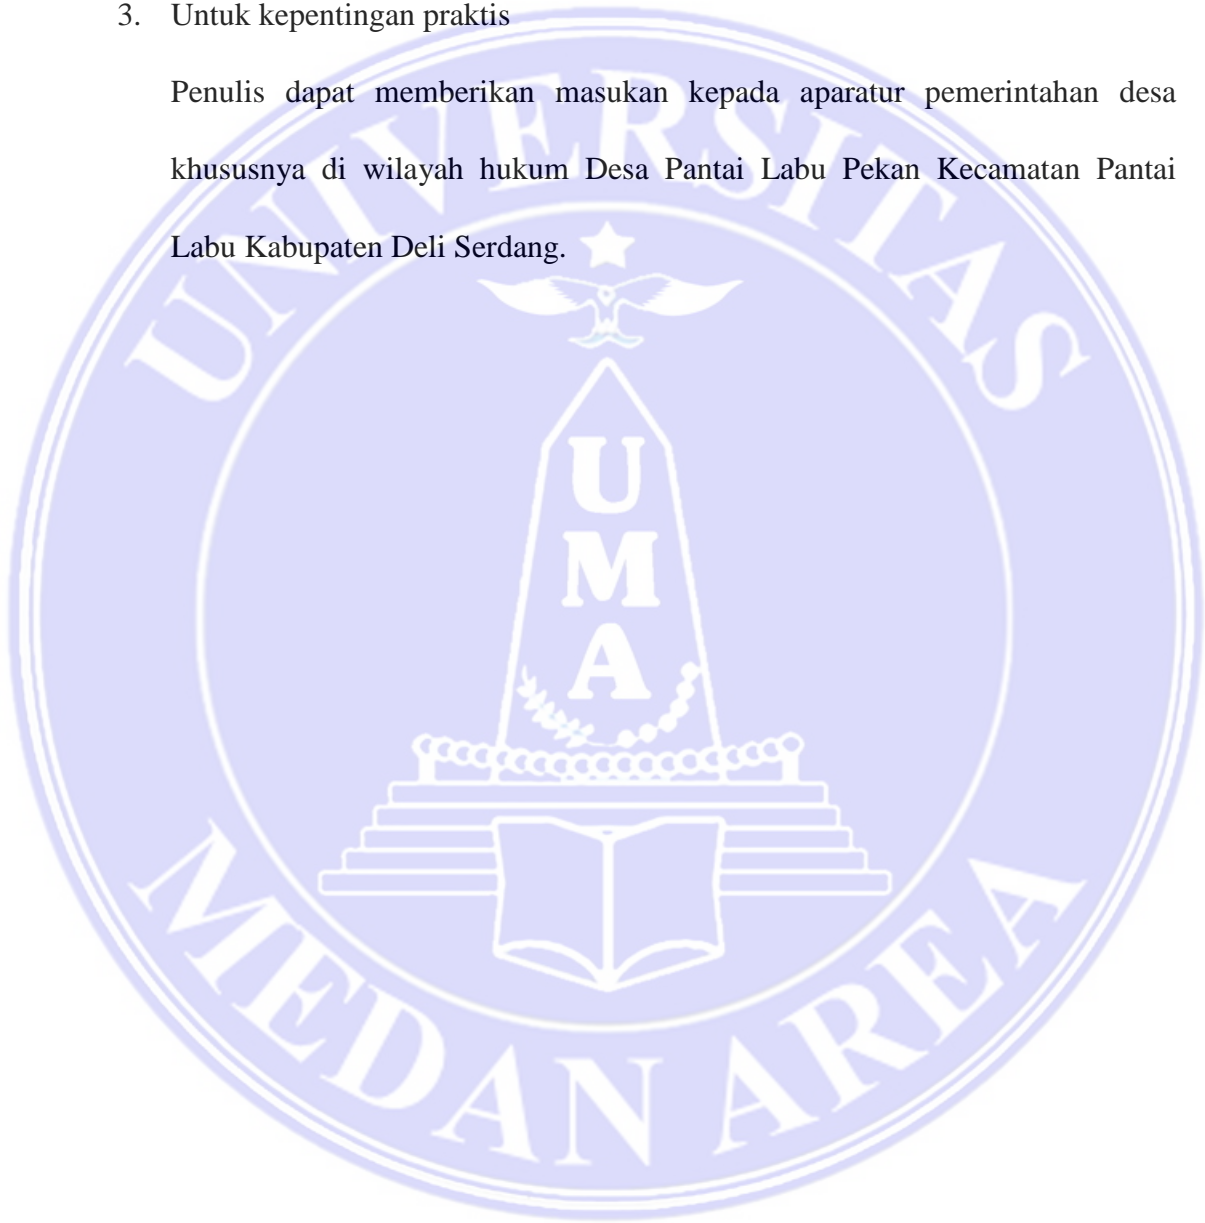 3. Untuk kepentingan praktis
Penulis dapat memberikan masukan kepada aparatur pemerintahan desa
khususnya di wilayah hukum Desa Pantai Labu Pekan Kecamatan Pantai
Labu Kabupaten Deli Serdang.
UNIVERSITAS
U
M
A
MEDAN AREA